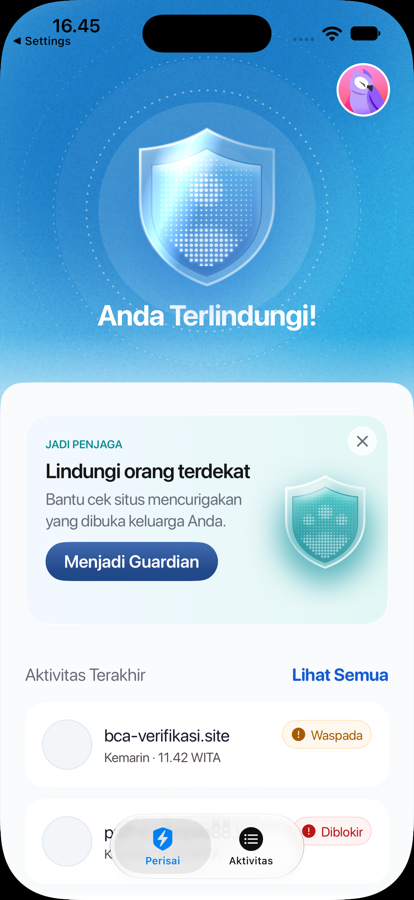 16.45
◀ Settings
Anda Terlindungi!
JADI PENJAGA
Lindungi orang terdekat
Bantu cek situs mencurigakan
yang dibuka keluarga Anda.
Menjadi Guardian
Aktivitas Terakhir
Lihat Semua
bca-verifikasi.site
Waspada
Kemarin · 11.42 WITA
Diblokir
Perisai
Aktivitas